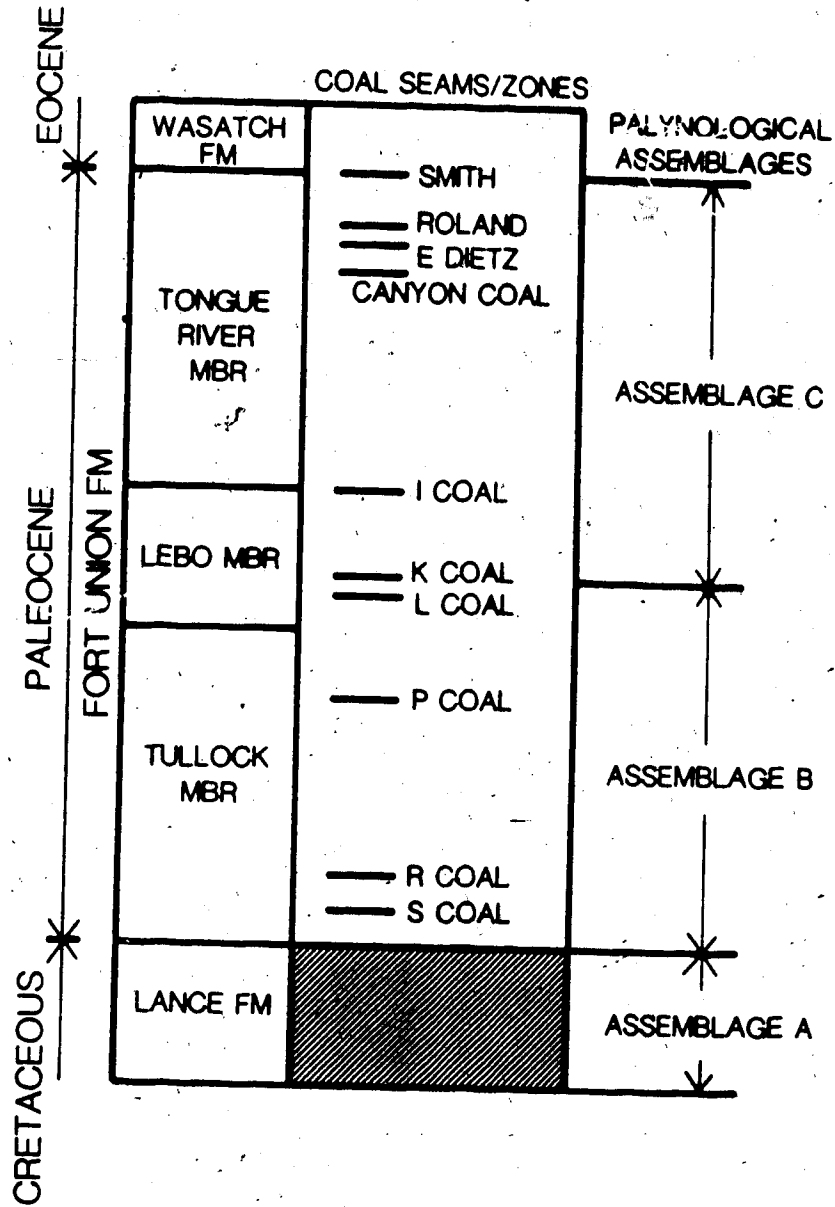 EOCENE
COAL SEAMS/ZONES
WASATCH
FM
PALYNOLOGICAL
ASSEMBLAGES
SMITH
ROLAND
E DIETZ
CANYON COAL
TONGUE
RIVER
MBR
ASSEMBLAGE C
PALEOCENE
FORT UNION FM
I COAL
LEBO MBR
K COAL
L COAL
P COAL
TULLOCK
MBR
ASSEMBLAGE B
R COAL
S COAL
CRETACEOUS
LANCE FM
ASSEMBLAGE A